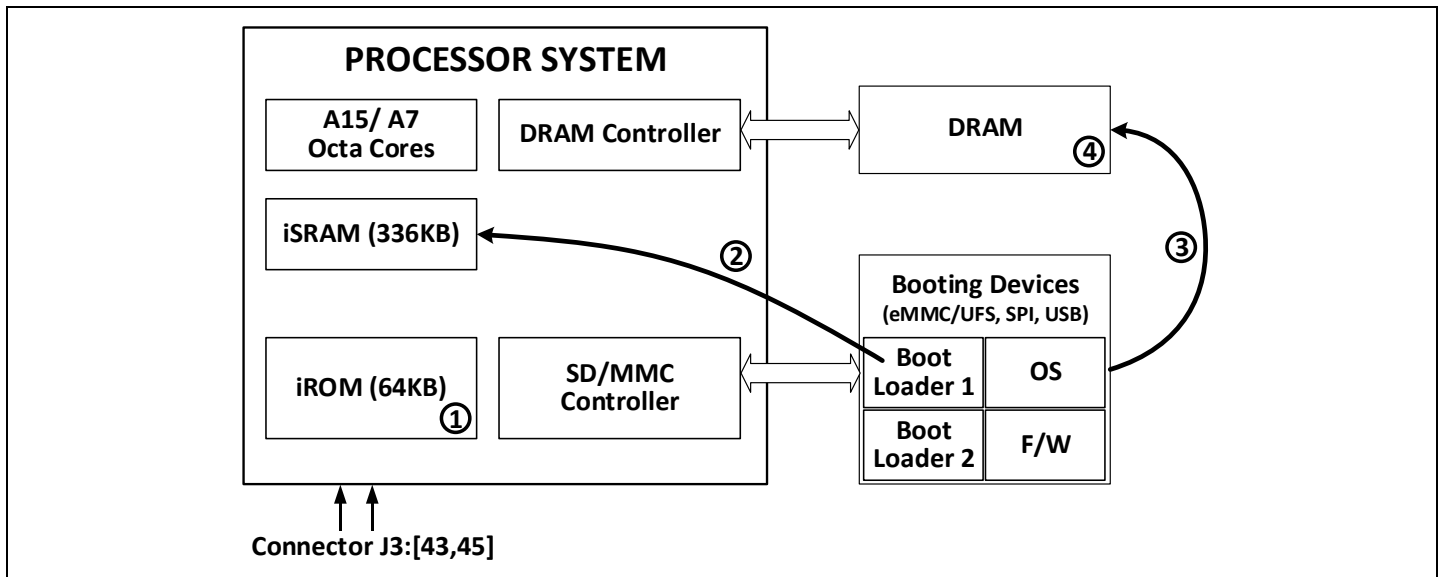 PROCESSOR SYSTEM
A15/ A7
Octa Cores
DRAM Controller
DRAM
④
iSRAM (336KB)
②
③
Booting Devices
(eMMC/UFS, SPI, USB)
iROM (64KB)
①
SD/MMC
Controller
Boot
Loader 1
OS
Boot
Loader 2
F/W
Connector J3:[43,45]